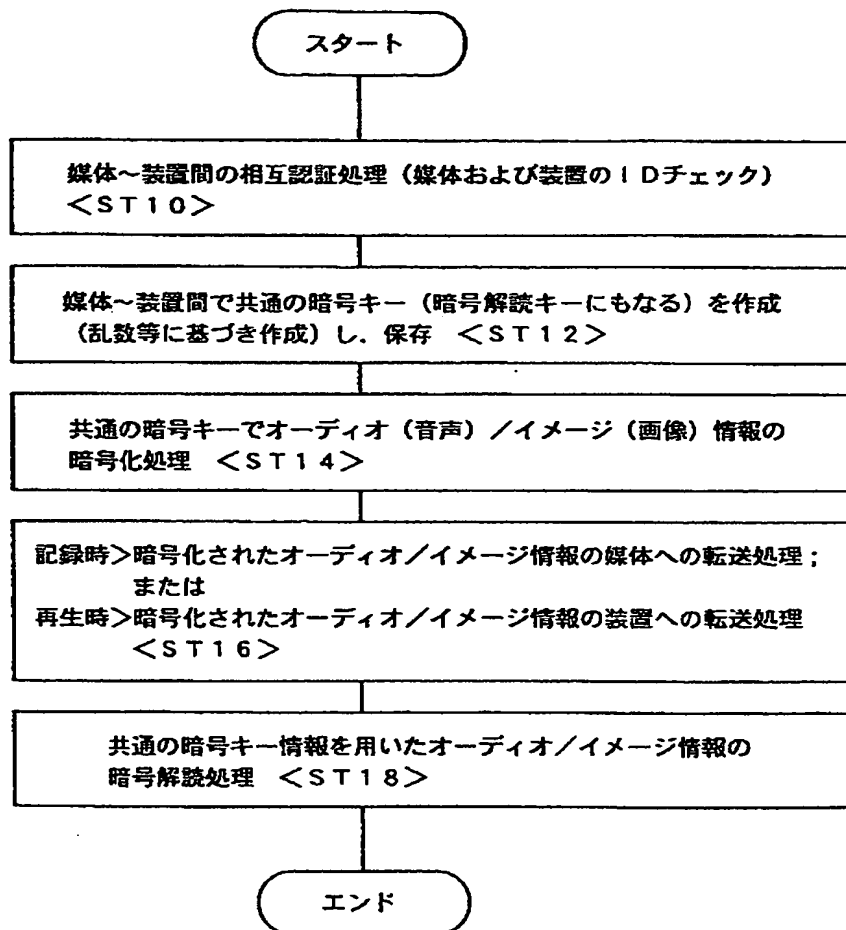 スタート
媒体~装置間の相互認証処理(媒体および装置のIDチェック)
<ST10>
媒体~装置間で共通の暗号キー(暗号解読キーにもなる)を作成
(乱数等に基づき作成)し.保存 <ST12>
共通の暗号キーでオーディオ(音声)/イメージ(画像)情報の
暗号化処理 <ST14>
記録時>暗号化されたオーディオ/イメージ情報の媒体への転送処理;
または
再生時>暗号化されたオーディオ/イメージ情報の装置への転送処理
<ST16>
共通の暗号キー情報を用いたオーディオ/イメージ情報の
暗号解読処理 <ST18>
エンド